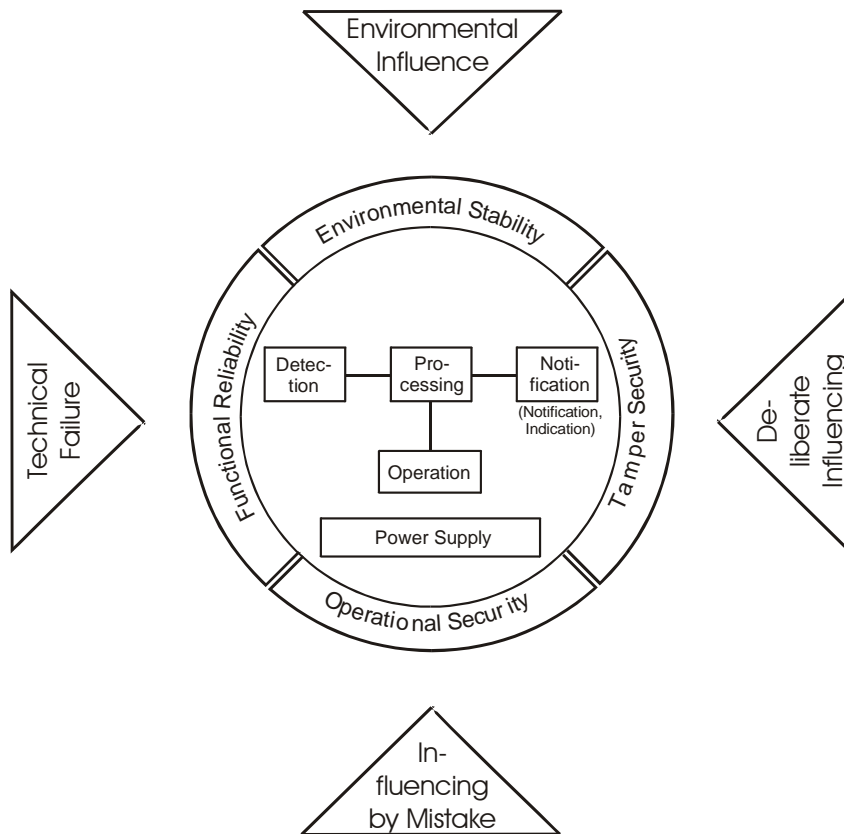 Environmental
Influence
Environmental Stability
Technical
Failure
Functional Reliability
Detec-
tion
Pro-
cessing
Noti-
fication
(Notification,
Indication)
Operation
Power Supply
Tamper Security
De-
liberate
Influencing
Operational Security
In-
fluencing
by Mistake